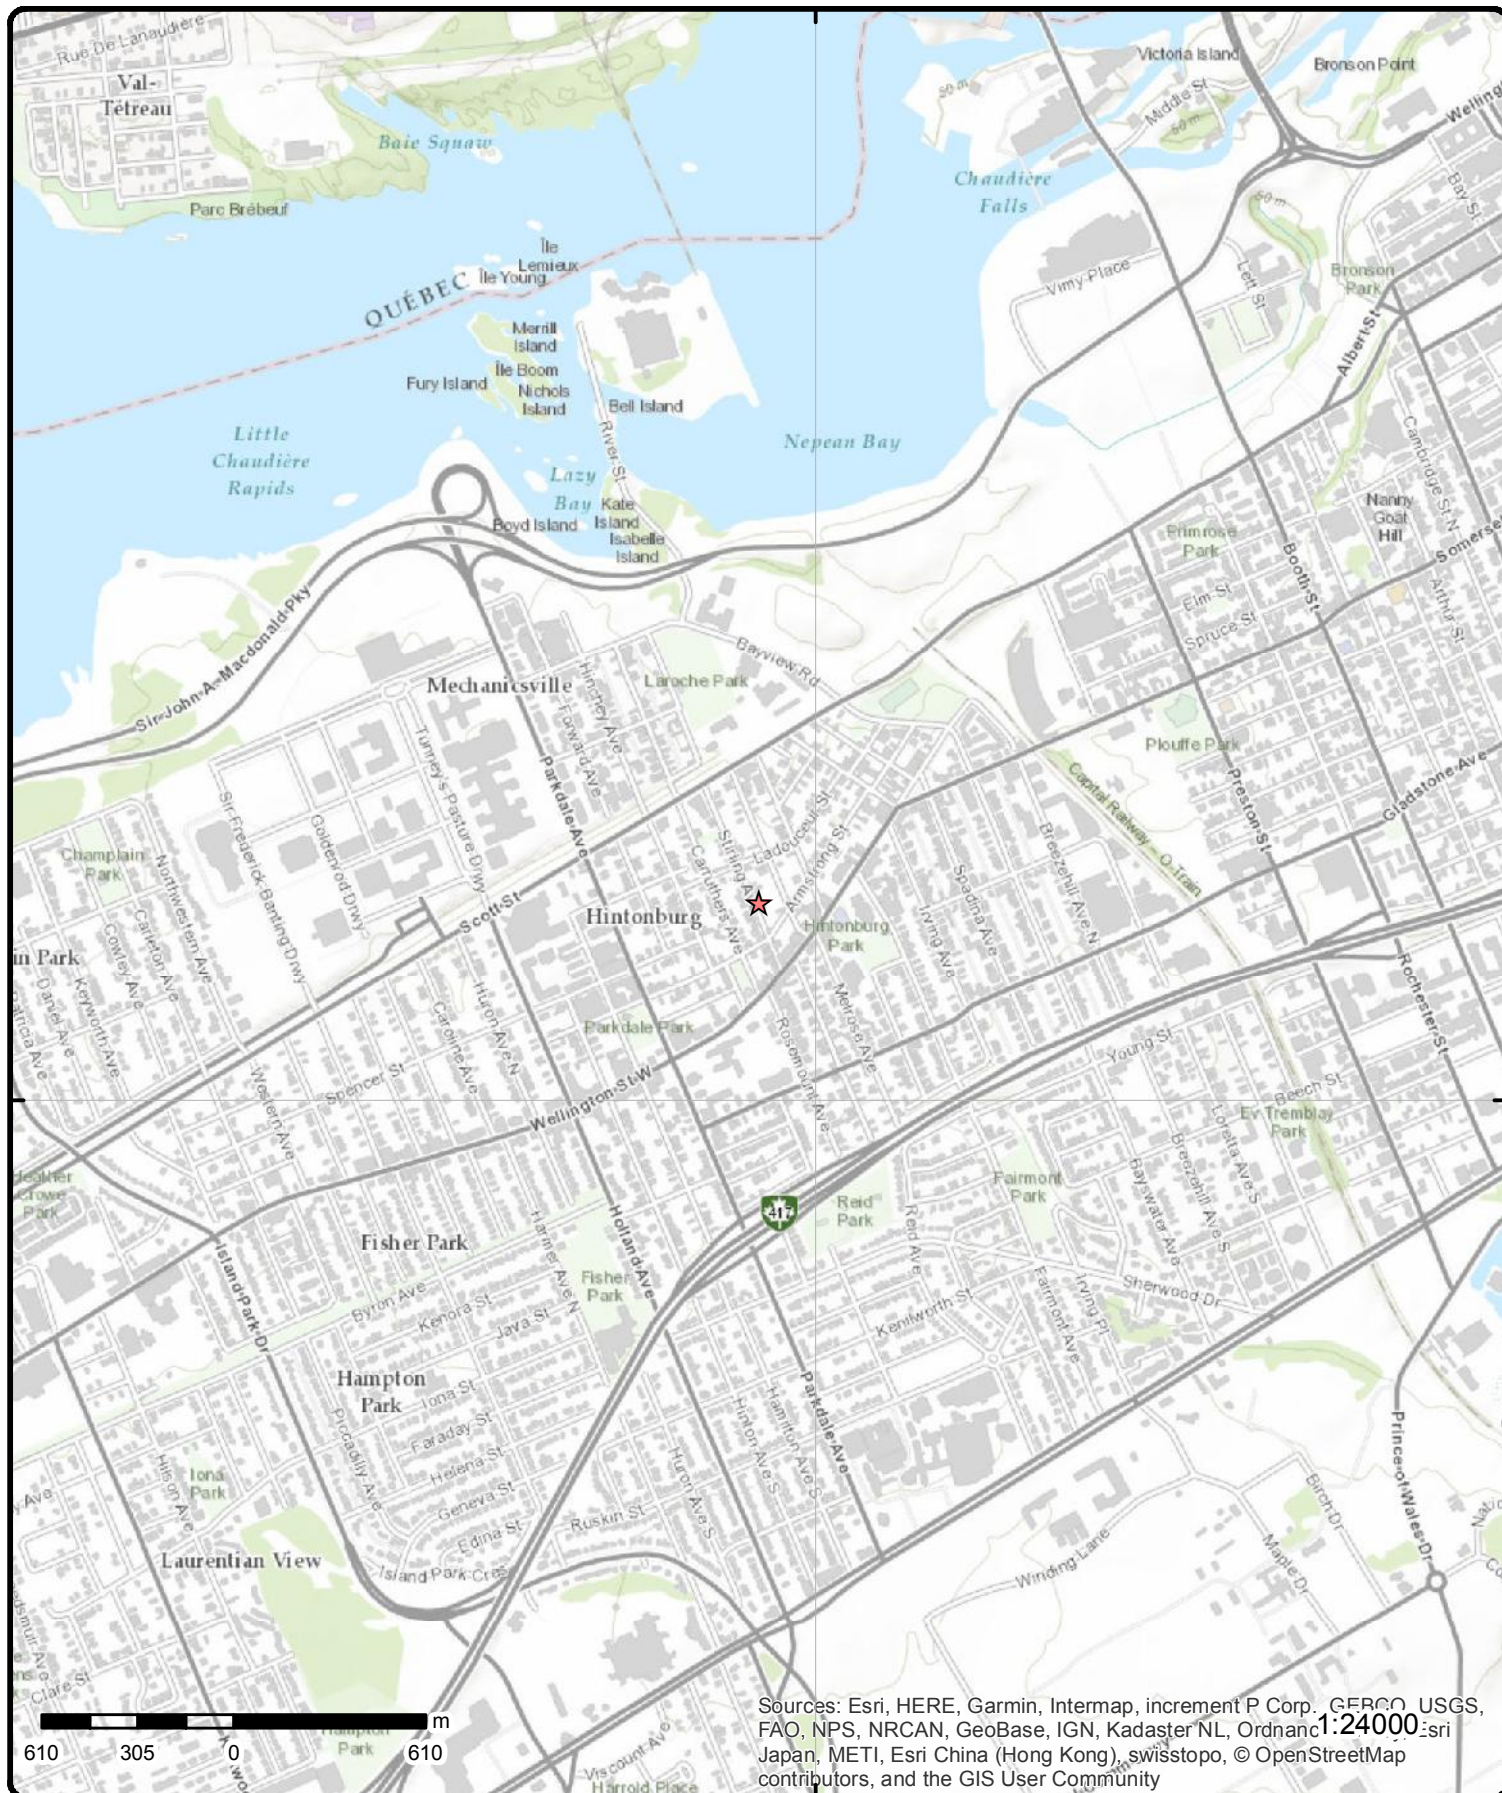 Rue De Lanaudière
Val-
Tétreau
Baie Squaw
Parc Brébeuf
Victoria Island
Bronson Point
50 m
Middle St
50 m
Bay St
Chaudière
Falls
50 m
Île
Lemieux
Île Young
QUÉBEC
Vimy Place
Lett St
Bronson
Park
Merrill
Island
Île Boom
Fury Island
Nichols
Island
Bell Island
Albert St
Little
Chaudière
Rapids
River St
Nepean Bay
Cambridge St N
Lazy
Bay
Kate
Island
Boyd Island
Isabelle
Island
Nanny
Goat
Hill
Primrose
Park
Booth St
Elm St
Spruce St
Arthur St
Sir-John-A-Macdonald-Pky
Bayview Rd
Mechanicsville
Hinchey Ave
Laroche Park
Forward Ave
Plouffe Park
Tunney's Pasture Drwy
Parkdale Ave
Capital Railway - O-Train
Preston St
Gladstone Ave
Sir-Frederick-Banting-Drwy
Goldenrod Drwy
Stirling A
Ladouceur St
Armstrong St
Breezehill Ave N
Champlain
Park
Northwestern Ave
Carruthers Ave
Spadina Ave
Carleton Ave
Cowley Ave
Scott St
Hintonburg
Hintonburg
Park
Irving Ave
in Park
Keyworth Ave
Daniel Ave
Rochester St
Huron Ave N
Caroline Ave
Melrose Ave
Parkdale Park
Rosemount Ave
Young St
Western Ave
Spencer St
Wellington St W
Beech St
Loretta Ave S
Ev Tremblay
Park
Breezehill Ave S
Bayswater Ave
Fairmont
Park
Heather
Crowe
Park
417
Reid
Park
Reid Ave
Fisher Park
Harmer Ave N
Holland Ave
Island Park Dr
Fisher
Park
Byron Ave
Kenora St
Java St
Sherwood Dr
Irving Pl
Fairmont Ave
Kenilworth St
Hampton
Park
Iona St
Faraday St
Helena St
Geneva St
Edina St
Piccadilly Ave
Hinton Ave S
Hamilton Ave S
Parkdale Ave
Prince of Wales Dr
Hilson Ave
Iona
Park
Huron Ave S
Ruskin St
Birch Dr
Maple Dr
Laurentian View
Island Park Cres
Winding Lane
Clare St
Hampton
Park
Viscount Ave
Harrold Place
610 305 0 610
m
Sources: Esri, HERE, Garmin, Intermap, increment P Corp., GEBCO, USGS,
FAO, NPS, NRCAN, GeoBase, IGN, Kadaster NL, Esri
1:24000
Japan, METI, Esri China (Hong Kong), swisstopo, © OpenStreetMap
contributors, and the GIS User Community